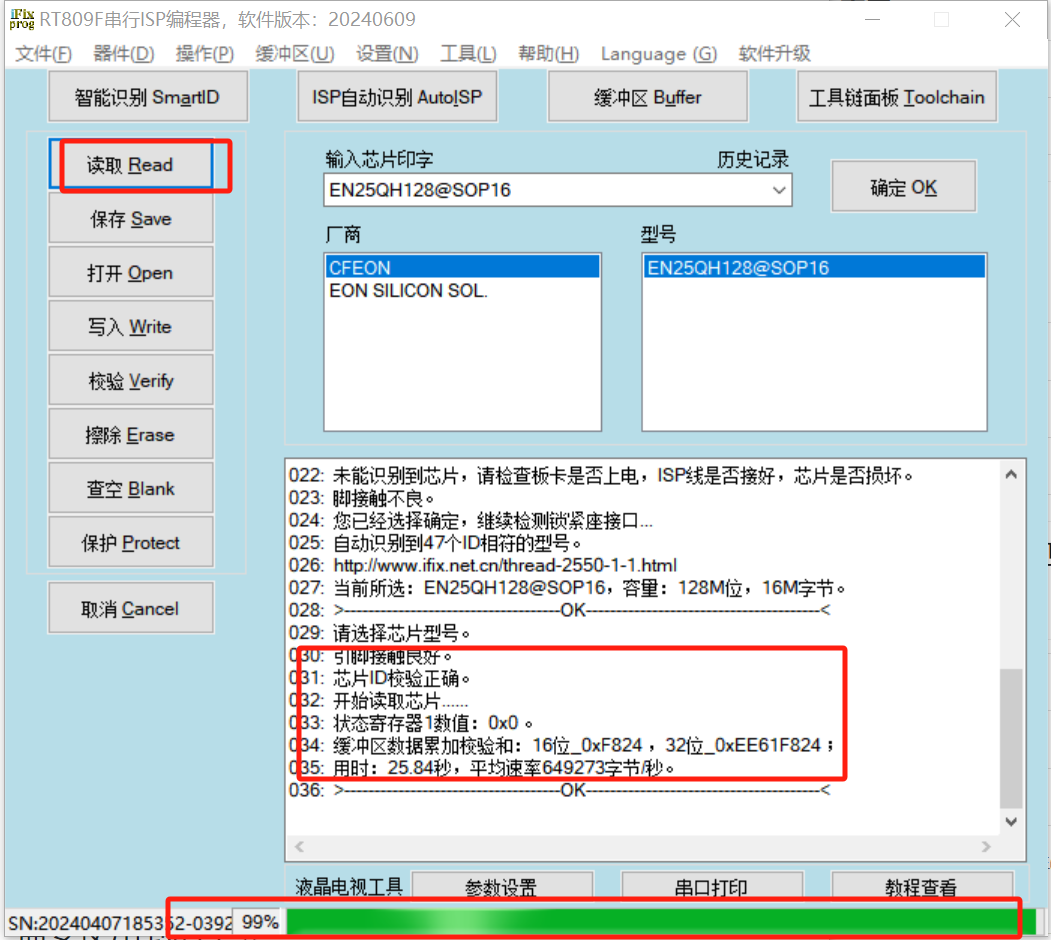 iFix prog RT809F串行ISP编程器，软件版本：20240609
文件(F) 器件(D) 操作(P) 缓冲区(U) 设置(N) 工具(L) 帮助(H) Language (G) 软件升级
智能识别 SmartID ISP自动识别 AutoISP 缓冲区 Buffer 工具链面板 Toolchain
读取 Read
保存 Save
打开 Open
写入 Write
校验 Verify
擦除 Erase
查空 Blank
保护 Protect
取消 Cancel
输入芯片印字 历史记录
EN25QH128@SOP16
确定 OK
厂商 型号
CFEON EN25QH128@SOP16
EON SILICON SOL.
022: 未能识别到芯片，请检查板卡是否上电，ISP线是否接好，芯片是否损坏。
023: 脚接触不良。
024: 您已经选择确定，继续检测锁紧座接口...
025: 自动识别到47个ID相符的型号。
026: http://www.ifix.net.cn/thread-2550-1-1.html
027: 当前所选：EN25QH128@SOP16，容量：128M位，16M字节。
028: >----------------------------------OK-------------------------------------<
029: 请选择芯片型号。
030: 引脚接触良好。
031: 芯片ID校验正确。
032: 开始读取芯片......
033: 状态寄存器1数值：0x0 。
034: 缓冲区数据累加校验和：16位_0xF824 ，32位_0xEE61F824 ；
035: 用时：25.84秒，平均速率649273字节/秒。
036: >----------------------------------OK-------------------------------------<
液晶电视工具 参数设置 串口打印 教程查看
SN:20240407185352-0392 99%